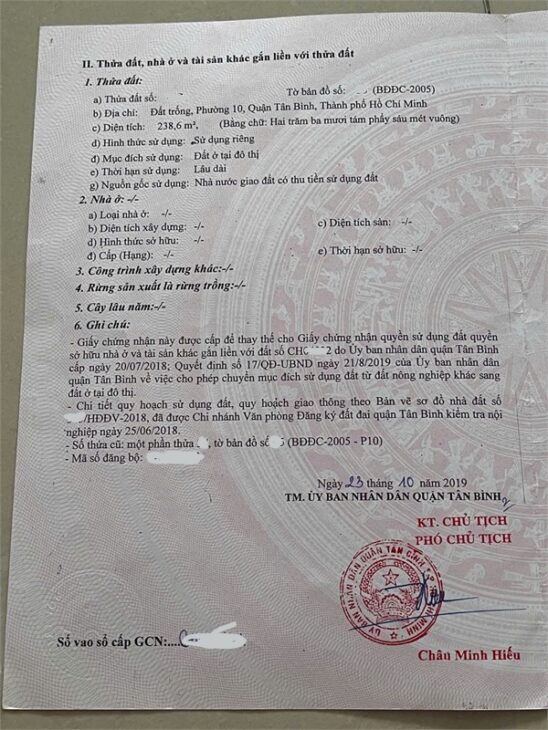 II. Thửa đất, nhà ở và tài sản khác gắn liền với thửa đất
1. Thửa đất:
a) Thửa đất số: Tờ bản đồ số: (BĐĐC-2005)
b) Địa chỉ: Đất trống, Phường 10, Quận Tân Bình, Thành phố Hồ Chí Minh
c) Diện tích: 238,6 m², (Bằng chữ: Hai trăm ba mươi tám phẩy sáu mét vuông)
d) Hình thức sử dụng: Sử dụng riêng
đ) Mục đích sử dụng: Đất ở tại đô thị
e) Thời hạn sử dụng: Lâu dài
g) Nguồn gốc sử dụng: Nhà nước giao đất có thu tiền sử dụng đất
2. Nhà ở: -/-
a) Loại nhà ở: -/-
b) Diện tích xây dựng: -/- c) Diện tích sàn: -/-
d) Hình thức sở hữu: -/-
đ) Cấp (Hạng): -/- e) Thời hạn sở hữu: -/-
3. Công trình xây dựng khác:-/-
4. Rừng sản xuất là rừng trồng:-/-
5. Cây lâu năm:-/-
6. Ghi chú:
- Giấy chứng nhận này được cấp để thay thế cho Giấy chứng nhận quyền sử dụng đất quyền
sở hữu nhà ở và tài sản khác gắn liền với đất số CH 2 do Ủy ban nhân dân quận Tân Bình
cấp ngày 20/07/2018; Quyết định số 17/QĐ-UBND ngày 21/8/2019 của Ủy ban nhân dân
quận Tân Bình về việc cho phép chuyển mục đích sử dụng đất từ đất nông nghiệp khác sang
đất ở tại đô thị.
- Chi tiết quy hoạch sử dụng đất, quy hoạch giao thông theo Bản vẽ sơ đồ nhà đất số
/HĐĐV-2018, đã được Chi nhánh Văn phòng Đăng ký đất đai quận Tân Bình kiểm tra nội
nghiệp ngày 25/06/2018.
- Số thửa cũ: một phần thửa , tờ bản đồ số (BĐĐC-2005 - P10)
- Mã số đăng bộ:
Ngày 23 tháng 10 năm 2019
TM. ỦY BAN NHÂN DÂN QUẬN TÂN BÌNH
KT. CHỦ TỊCH
PHÓ CHỦ TỊCH
ỦY BAN NHÂN DÂN QUẬN TÂN BÌNH
Số vào sổ cấp GCN:....C
Châu Minh Hiếu